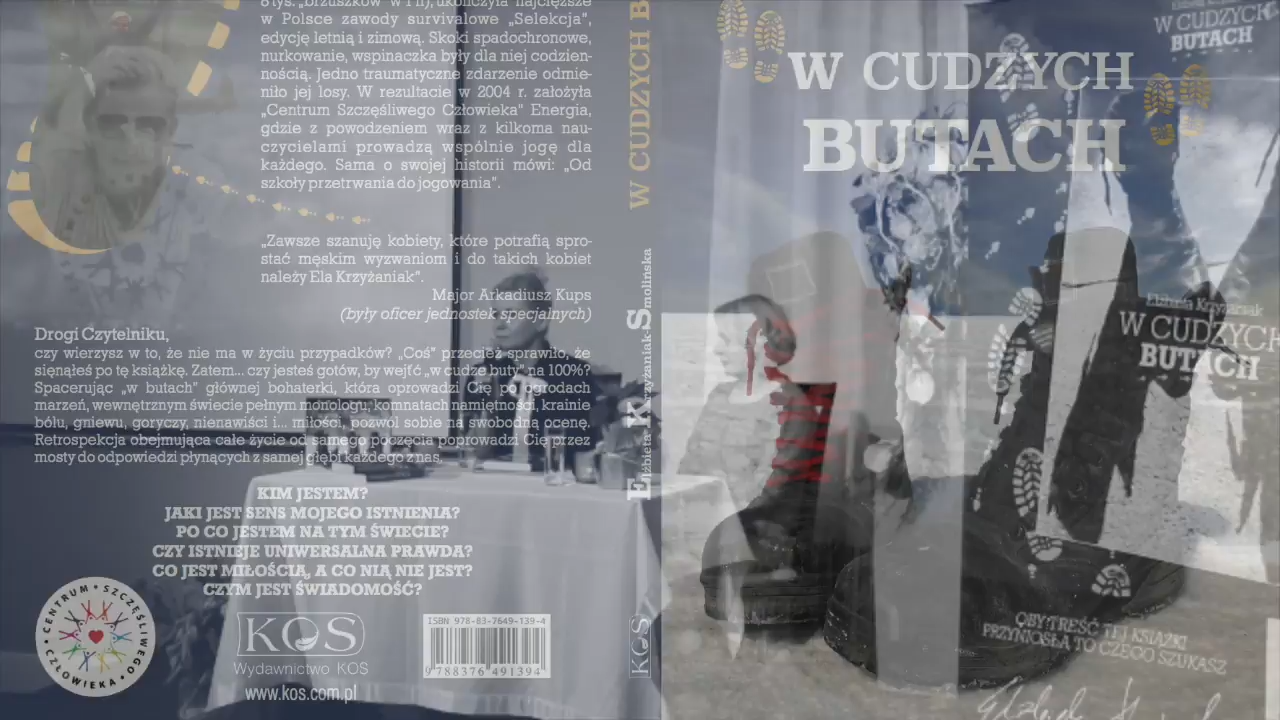 8 tys. „brzuszków” w 1 h), ukończyła najcięższe
w Polsce zawody survivalowe „Selekcja”,
edycję letnią i zimową. Skoki spadochronowe,
nurkowanie, wspinaczka były dla niej codzien-
nością. Jedno traumatyczne zdarzenie odmie-
niło jej losy. W rezultacie w 2004 r. założyła
„Centrum Szczęśliwego Człowieka” Energia,
gdzie z powodzeniem wraz z kilkoma nau-
czycielami prowadzą wspólnie jogę dla
każdego. Sama o swojej historii mówi: „Od
szkoły przetrwania do jogowania”.
„Zawsze szanuję kobiety, które potrafią spro-
stać męskim wyzwaniom i do takich kobiet
należy Ela Krzyżaniak”.
Major Arkadiusz Kups
(były oficer jednostek specjalnych)
Drogi Czytelniku,
czy wierzysz w to, że nie ma w życiu przypadków? „Coś” przecież sprawiło, że
sięnąłeś po tę książkę. Zatem... czy jesteś gotów, by wejść „w cudze buty” na 100%?
Spacerując „w butach” głównej bohaterki, która oprowadzi Cię po ogrodach
marzeń, wewnętrznym świecie pełnym monologu, komnatach namiętności, krainie
bólu, gniewu, goryczy, nienawiści i... miłości, pozwól sobie na swobodną ocenę.
Retrospekcja obejmująca całe życie od samego poczęcia poprowadzi Cię przez
mosty do odpowiedzi płynących z samej głębi każdego z nas.
KIM JESTEM?
JAKI JEST SENS MOJEGO ISTNIENIA?
PO CO JESTEM NA TYM ŚWIECIE?
CZY ISTNIEJE UNIWERSALNA PRAWDA?
CO JEST MIŁOŚCIĄ, A CO NIĄ NIE JEST?
CZYM JEST ŚWIADOMOŚĆ?
CENTRUM SZCZĘŚLIWEGO CZŁOWIEKA
KOS
Wydawnictwo KOS
www.kos.com.pl
ISBN 978-83-7649-139-4
9 788376 491394
W CUDZYCH B
Elżbieta Krzyżaniak-Smolińska
KOS
W CUDZYCH
BUTACH
W CUDZYCH
BUTACH
Elżbieta Krzyżaniak
W CUDZYCH
BUTACH
OBY TREŚĆ TEJ KSIĄŻKI
PRZYNIOSŁA TO CZEGO SZUKASZ